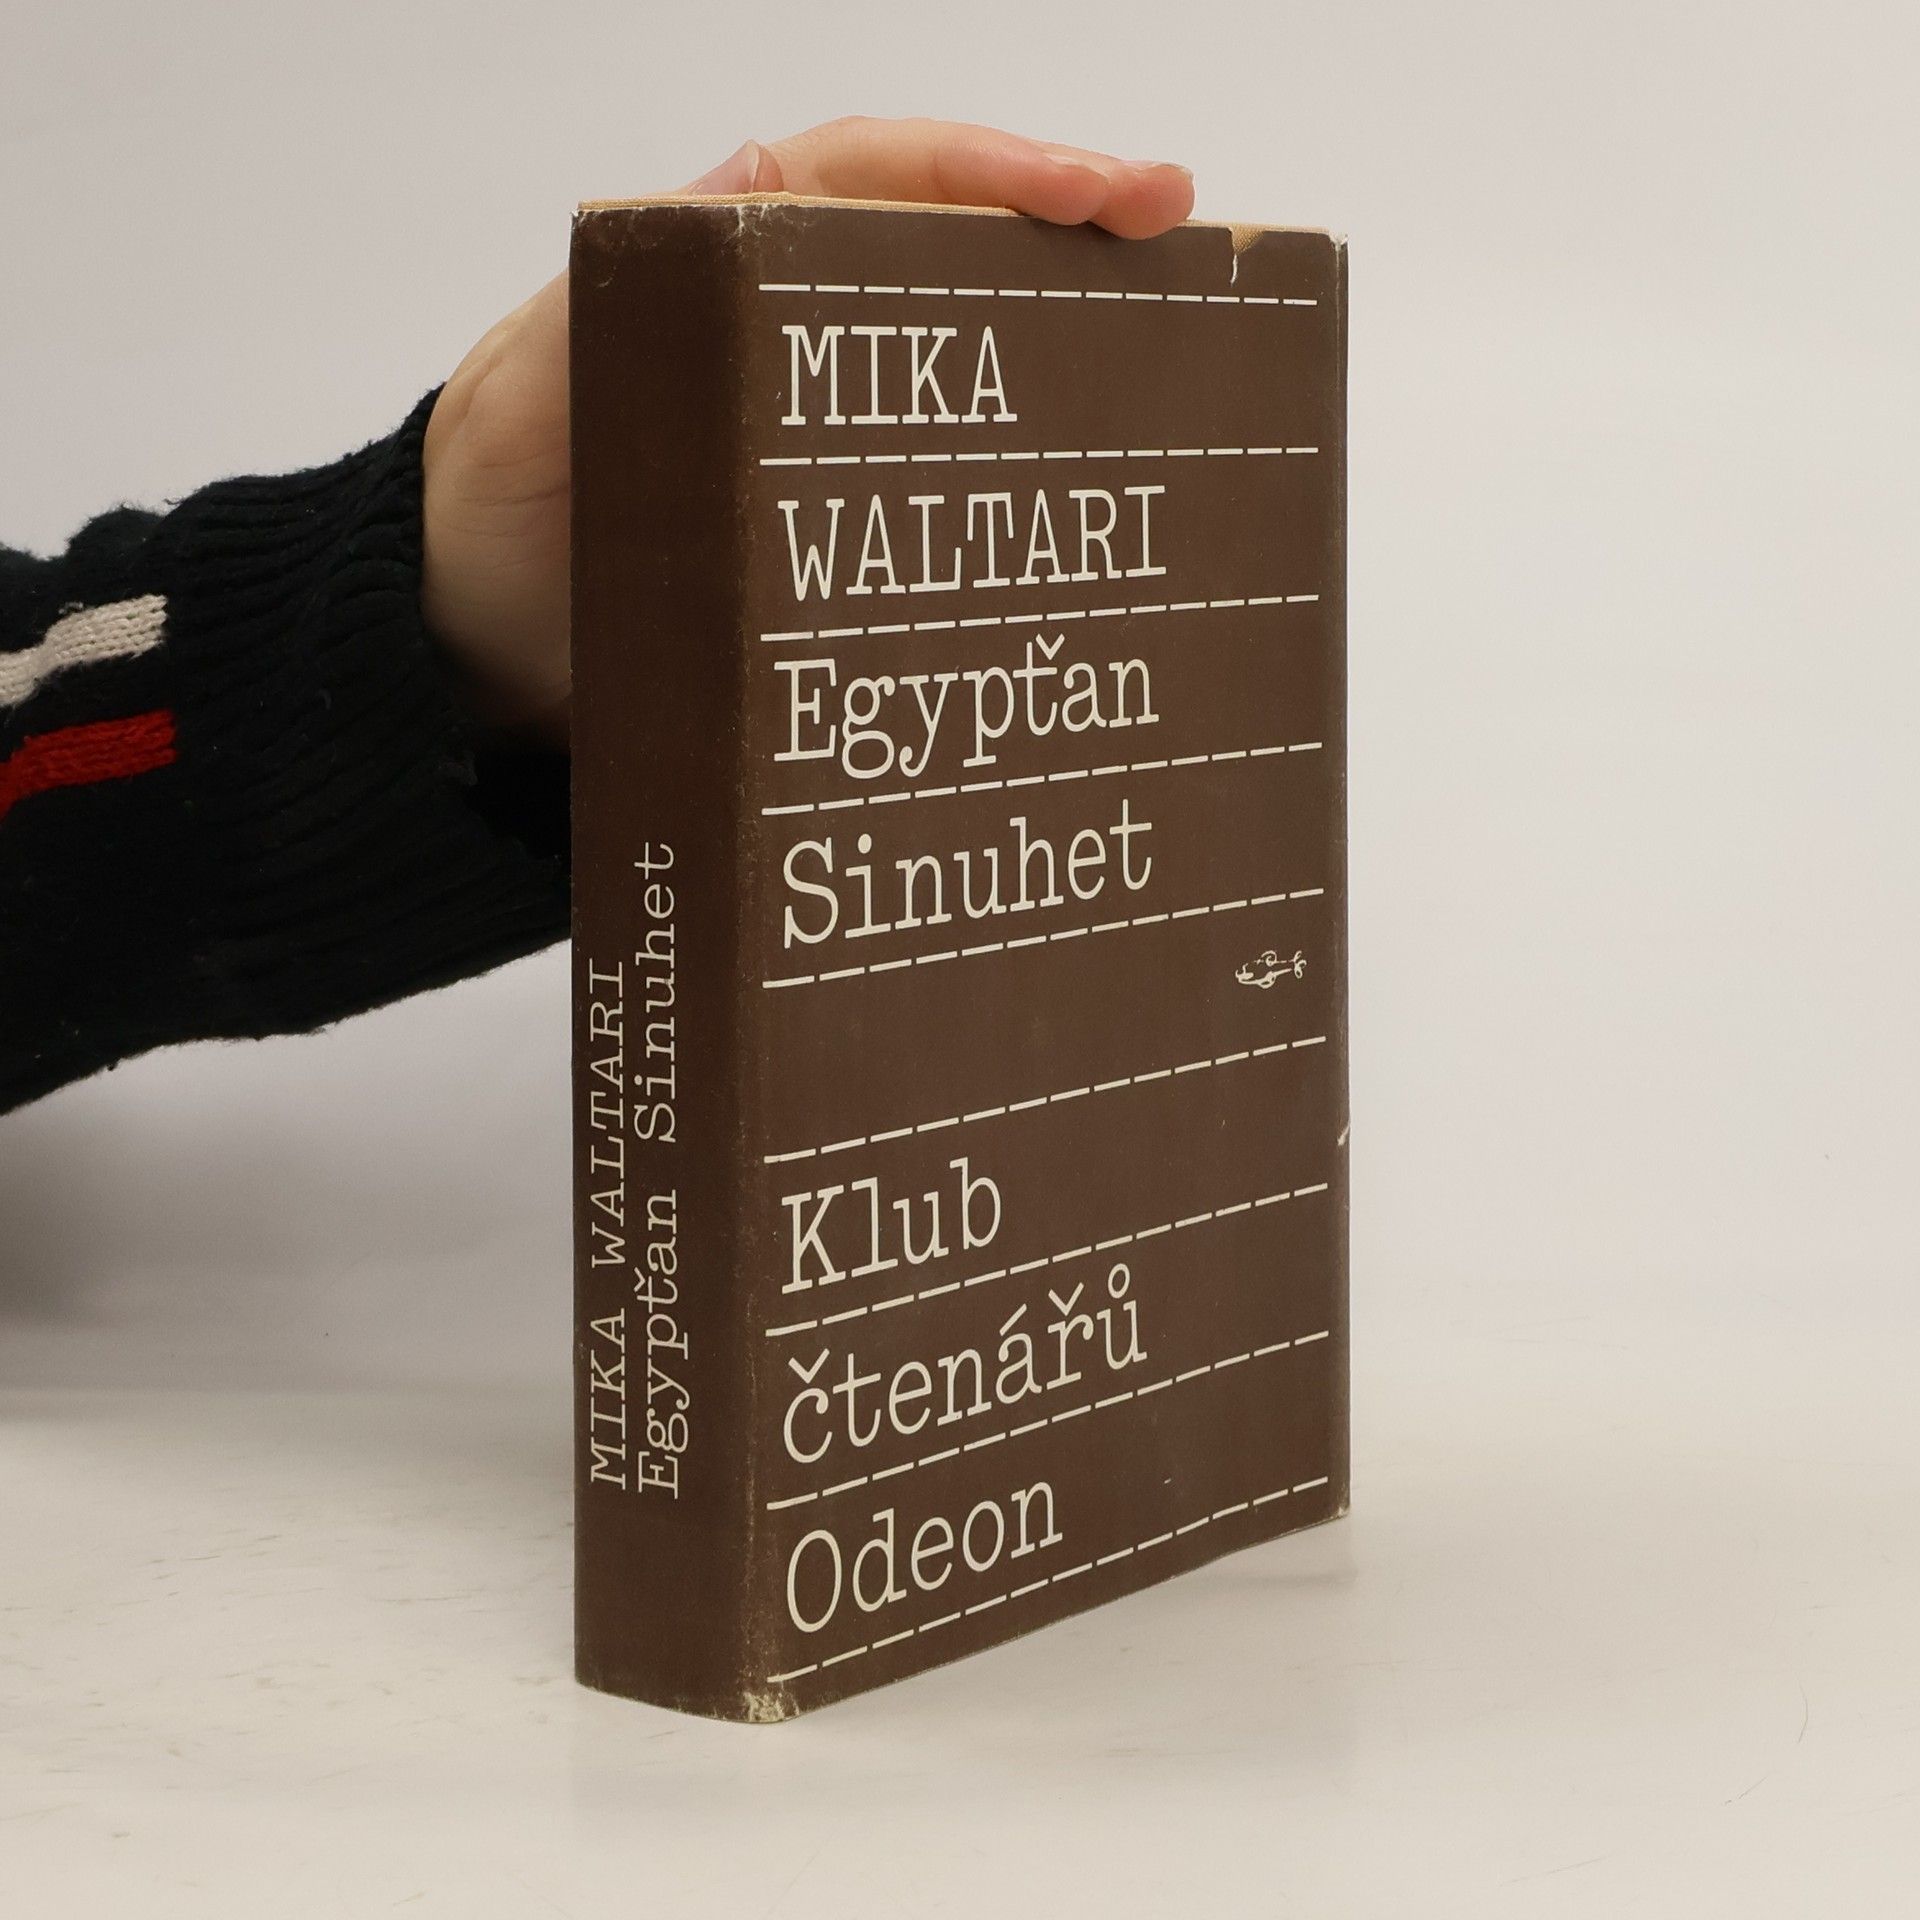 MIKA
WALTARI
Egypťan
Sinuhet
Klub
čtenářů
Odeon
MIKA WALTARI
Egypťan Sinuhet